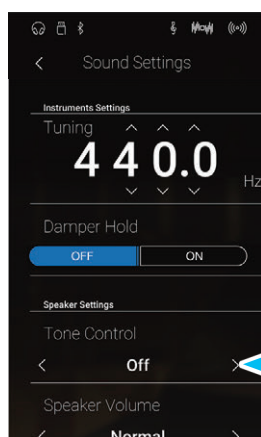 Sound Settings
Instruments Settings
Tuning
440.0
Hz
Damper Hold
OFF ON
Speaker Settings
Tone Control
Off
Speaker Volume
Normal